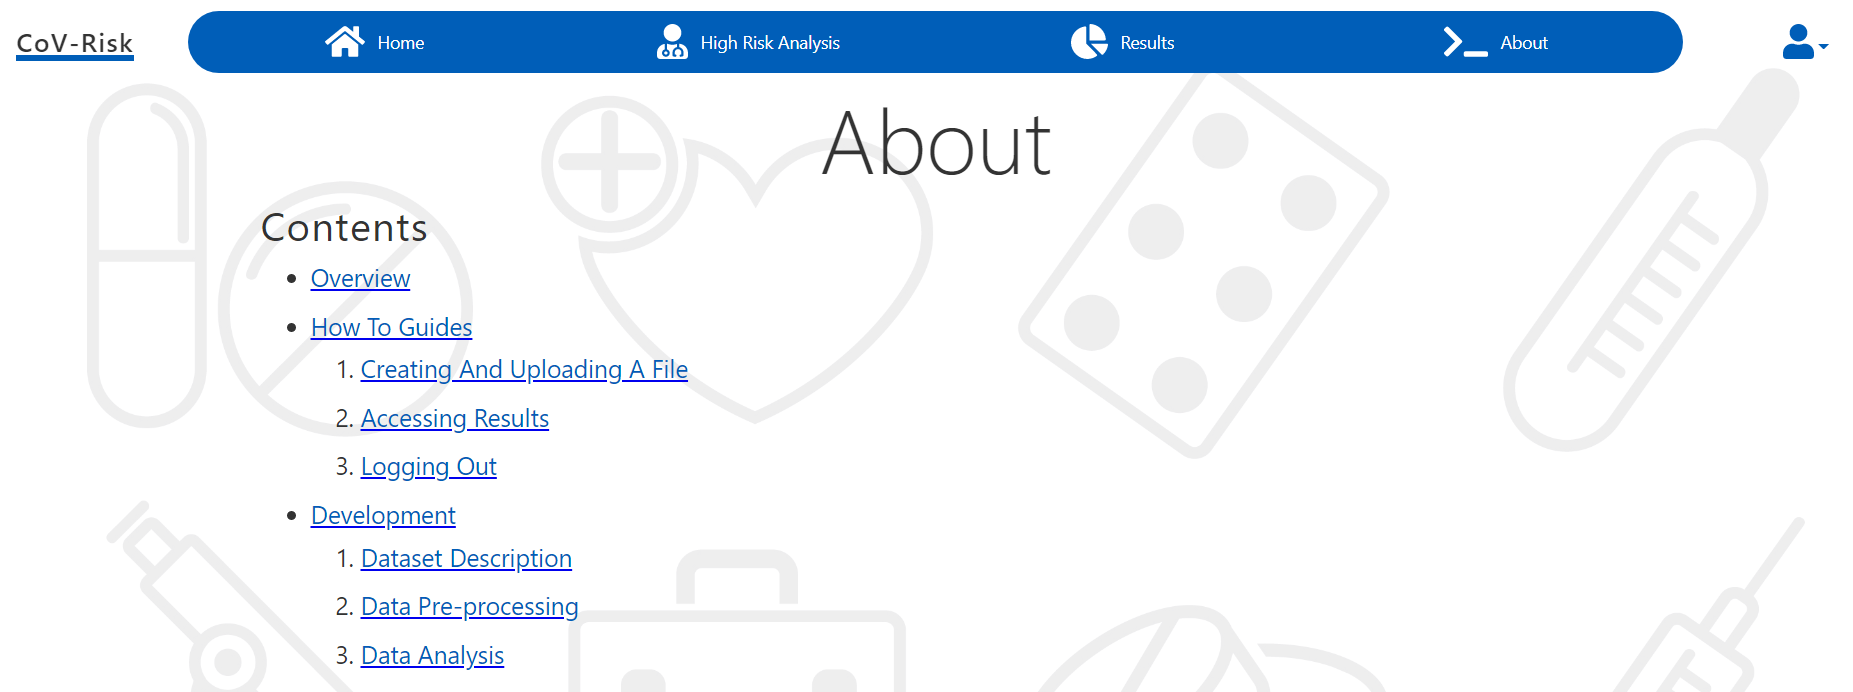 CoV-Risk
Home
High Risk Analysis
Results
About
About
Contents
• Overview
• How To Guides
1. Creating And Uploading A File
2. Accessing Results
3. Logging Out
• Development
1. Dataset Description
2. Data Pre-processing
3. Data Analysis